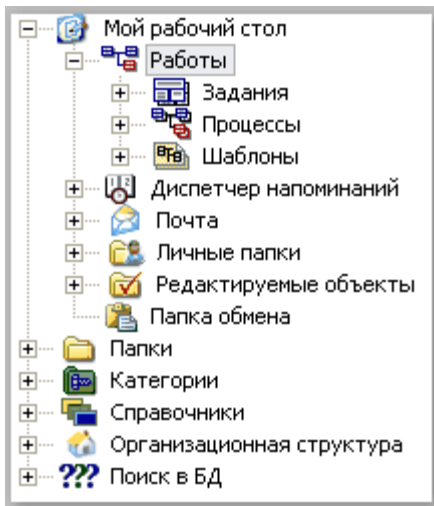 Мой рабочий стол
Работы
Задания
Процессы
Шаблоны
Диспетчер напоминаний
Почта
Личные папки
Редактируемые объекты
Папка обмена
Папки
Категории
Справочники
Организационная структура
??? Поиск в БД